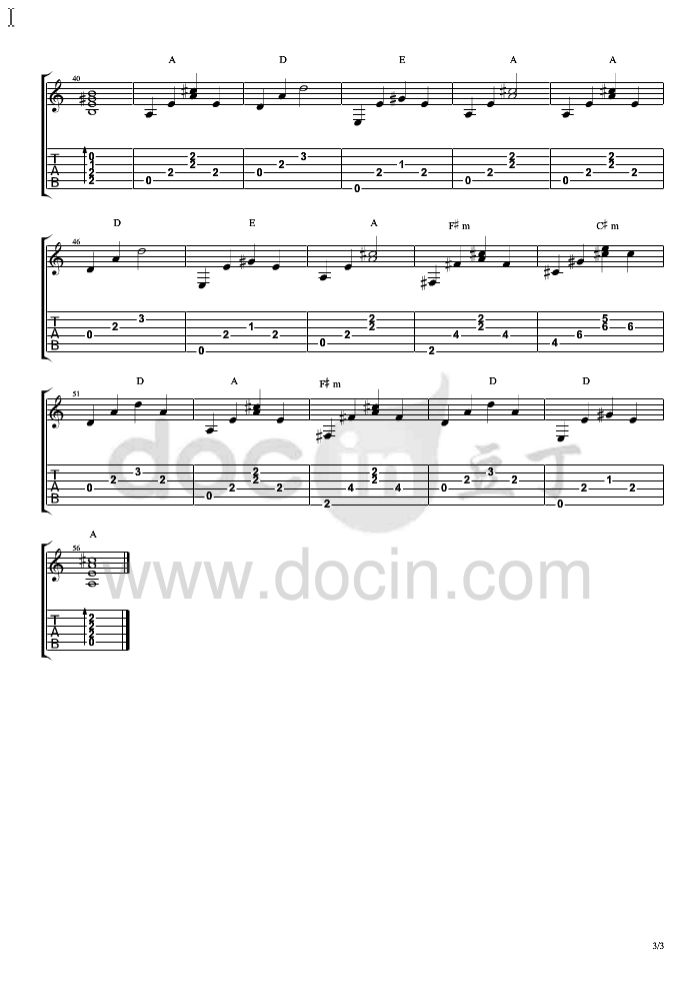 A D E A A
40
T A B
0 1 2 2 0 2 2 2 2 0 2 3 0 2 1 2 0 2 2 2 0 2 2 2 2
D E A F♯ m C♯ m
46
T A B
0 2 3 0 2 1 2 0 2 2 2 2 4 2 2 4 4 6 5 6 6
D A F♯ m D D
51
T A B
0 2 3 2 0 2 2 2 2 2 4 2 2 4 0 2 3 2 0 2 1 2
docin 豆丁
A
56
www.docin.com
T A B
2 2 2 0
3/3